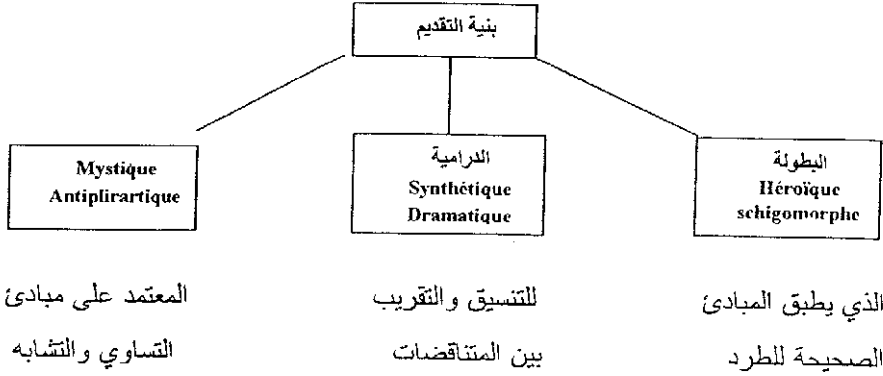 بنية التقديم
البطولة
Héroïque
schigomorphe
الدرامية
Synthétique
Dramatique
Mystique
Antiplirartique
الذي يطبق المبادئ
الصحيحة للطرد
للتنسيق والتقريب
بين المتناقضات
المعتمد على مبادئ
التساوي والتشابه